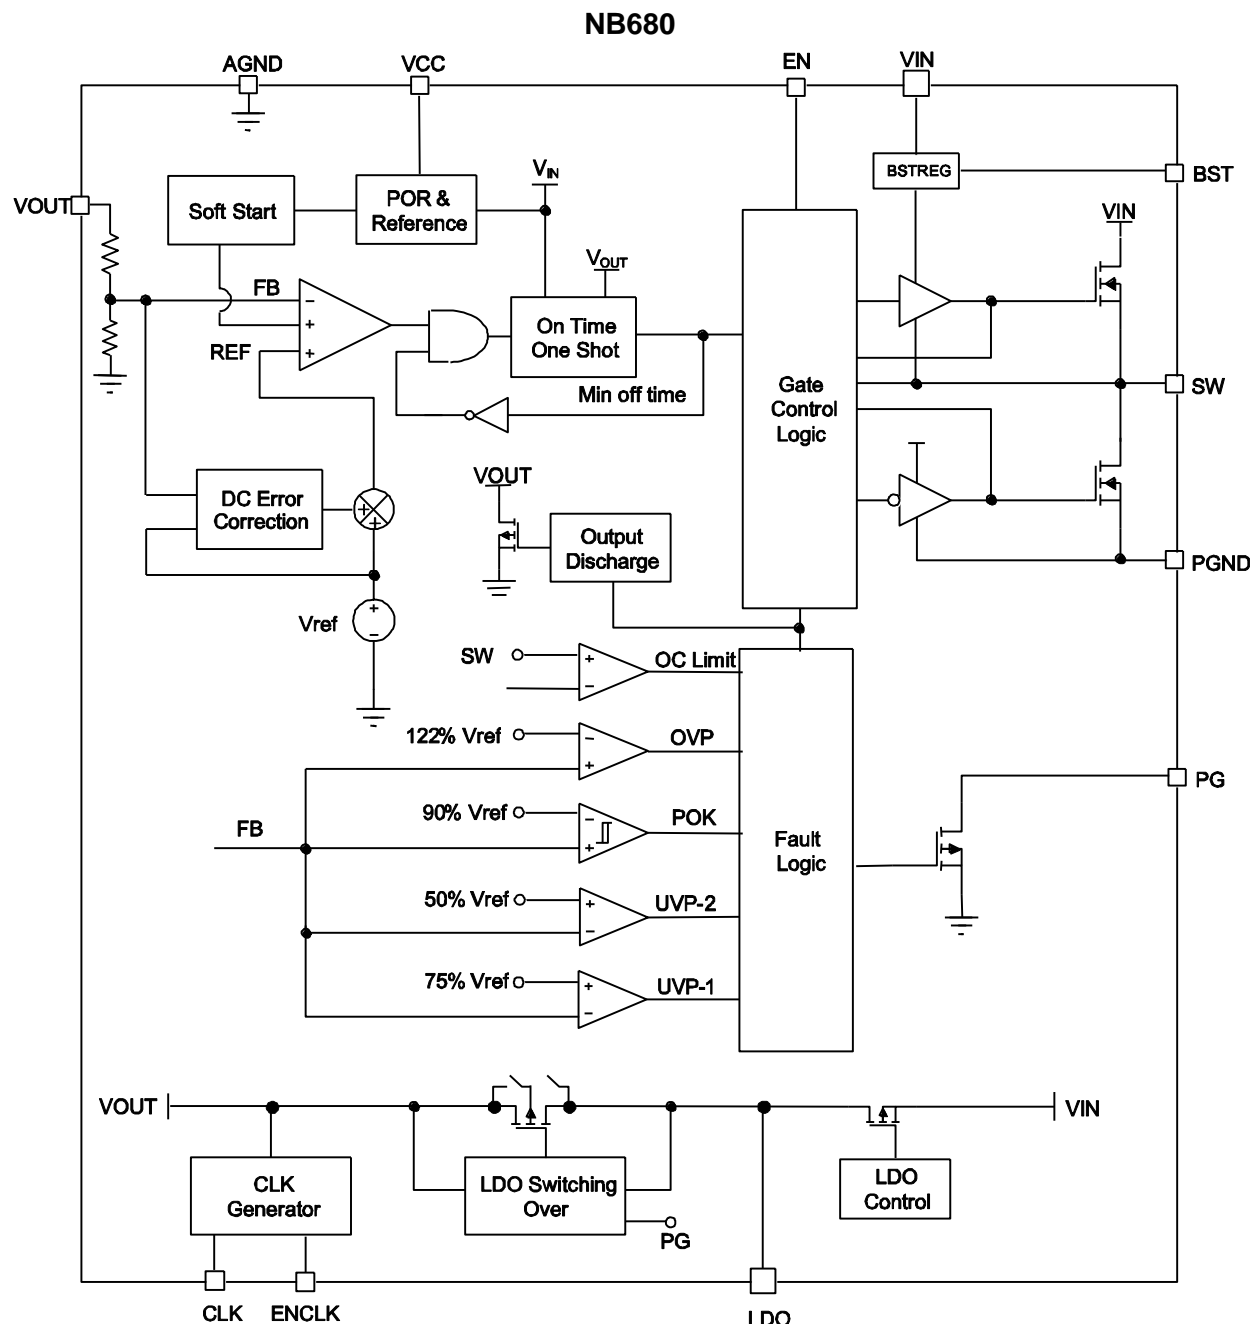 NB680
AGND
VCC
EN
VIN
BSTREG
BST
VOUT
Soft Start
POR &
Reference
VIN
VIN
VOUT
FB
−
+
+
REF
On Time
One Shot
Min off time
Gate
Control
Logic
SW
DC Error
Correction
+
+
VOUT
Output
Discharge
PGND
Vref
+
−
SW
+
−
OC Limit
122% Vref
−
+
OVP
PG
90% Vref
−
+
POK
FB
Fault
Logic
50% Vref
+
−
UVP-2
75% Vref
+
−
UVP-1
VOUT
VIN
CLK
Generator
LDO Switching
Over
PG
LDO
Control
CLK
ENCLK
LDO